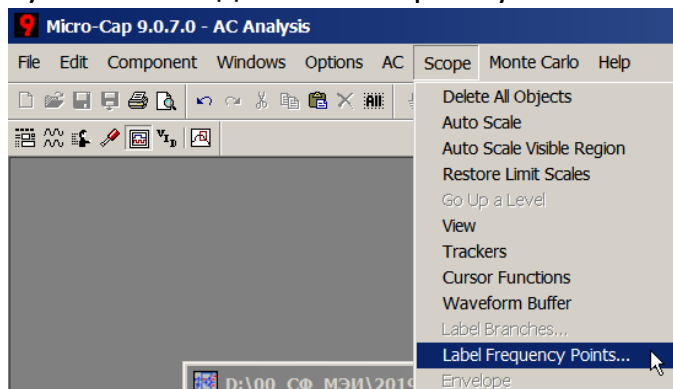 9 Micro-Cap 9.0.7.0 - AC Analysis
File Edit Component Windows Options AC Scope Monte Carlo Help
Delete All Objects
Auto Scale
Auto Scale Visible Region
Restore Limit Scales
Go Up a Level
View
Trackers
Cursor Functions
Waveform Buffer
Label Branches...
Label Frequency Points...
D:\00_СФ_МЭИ\2019
Envelope